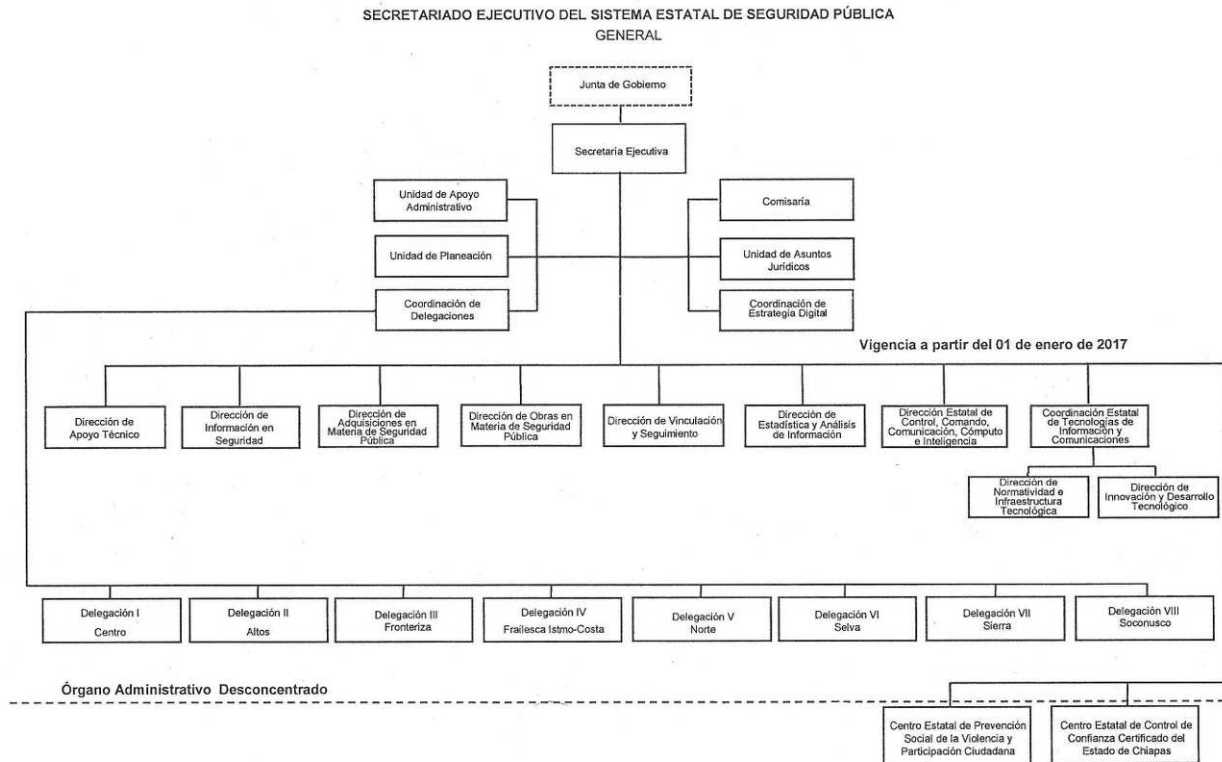 SECRETARIADO EJECUTIVO DEL SISTEMA ESTATAL DE SEGURIDAD PÚBLICA
GENERAL
Junta de Gobierno
Secretaría Ejecutiva
Unidad de Apoyo
Administrativo
Comisaría
Unidad de Planeación
Unidad de Asuntos
Jurídicos
Coordinación de
Delegaciones
Coordinación de
Estrategia Digital
Vigencia a partir del 01 de enero de 2017
Dirección de
Apoyo Técnico
Dirección de
Información en
Seguridad
Dirección de
Adquisiciones en
Materia de Seguridad
Pública
Dirección de Obras en
Materia de Seguridad
Pública
Dirección de Vinculación
y Seguimiento
Dirección de
Estadística y Análisis
de Información
Dirección Estatal de
Control, Comando,
Comunicación, Cómputo
e Inteligencia
Coordinación Estatal
de Tecnologías de
Información y
Comunicaciones
Dirección de
Normatividad e
Infraestructura
Tecnológica
Dirección de
Innovación y Desarrollo
Tecnológico
Delegación I
Centro
Delegación II
Altos
Delegación III
Fronteriza
Delegación IV
Frailesca Istmo-Costa
Delegación V
Norte
Delegación VI
Selva
Delegación VII
Sierra
Delegación VIII
Soconusco
Órgano Administrativo Desconcentrado
Centro Estatal de Prevención
Social de la Violencia y
Participación Ciudadana
Centro Estatal de Control de
Confianza Certificado del
Estado de Chiapas